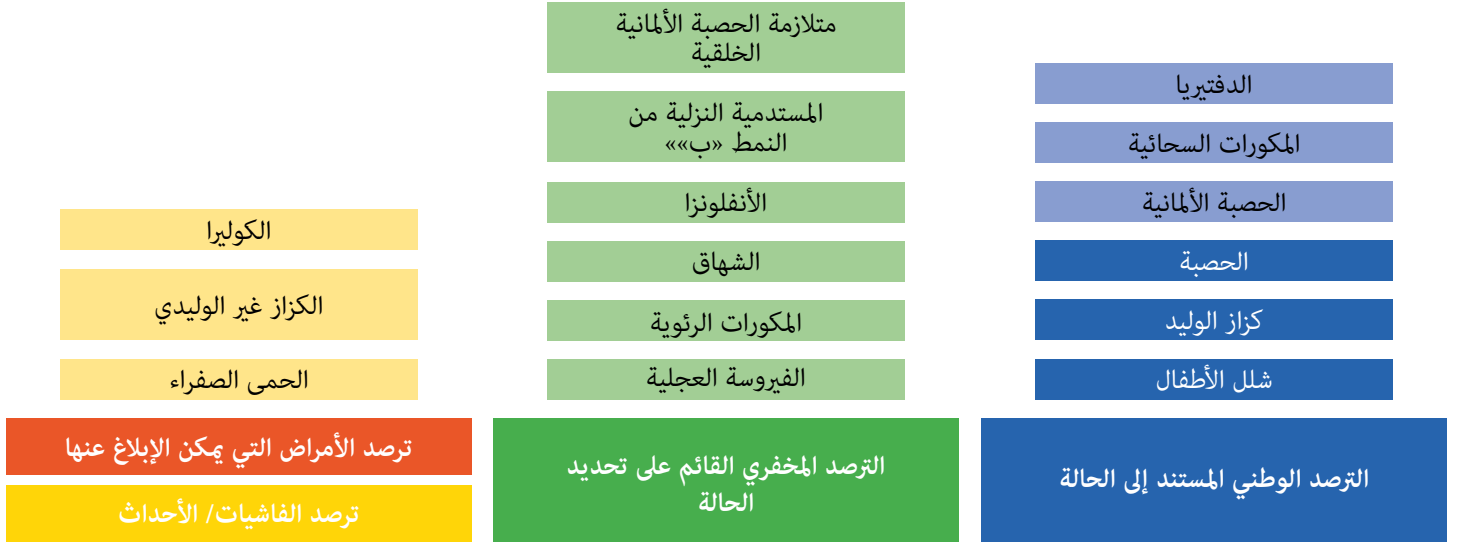 الدفتيريا
المكورات السحائية
الحصبة الألمانية
الحصبة
كزاز الوليد
شلل الأطفال
الترصد الوطني المستند إلى الحالة
متلازمة الحصبة الألمانية
الخلقية
المستدمية النزلية من
النمط «ب»»
الأنفلونزا
الشهاق
المكورات الرئوية
الفيروسة العجلية
الترصد المخفري القائم على تحديد
الحالة
الكوليرا
الكزاز غير الوليدي
الحمى الصفراء
ترصد الأمراض التي يمكن الإبلاغ عنها
ترصد الفاشيات/ الأحداث